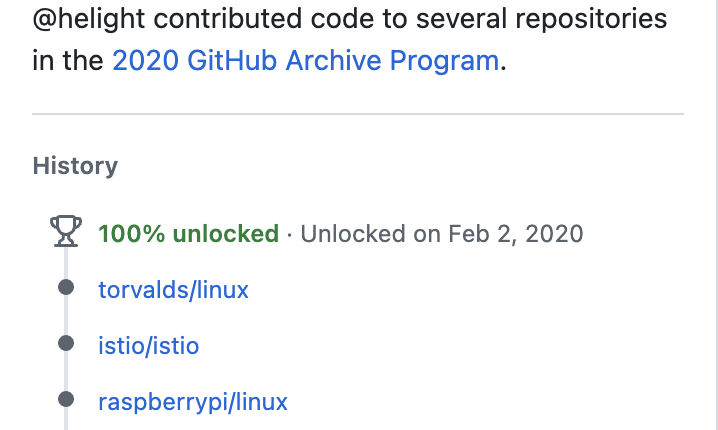 @helight contributed code to several repositories
in the 2020 GitHub Archive Program.
History
100% unlocked · Unlocked on Feb 2, 2020
torvalds/linux
istio/istio
raspberrypi/linux